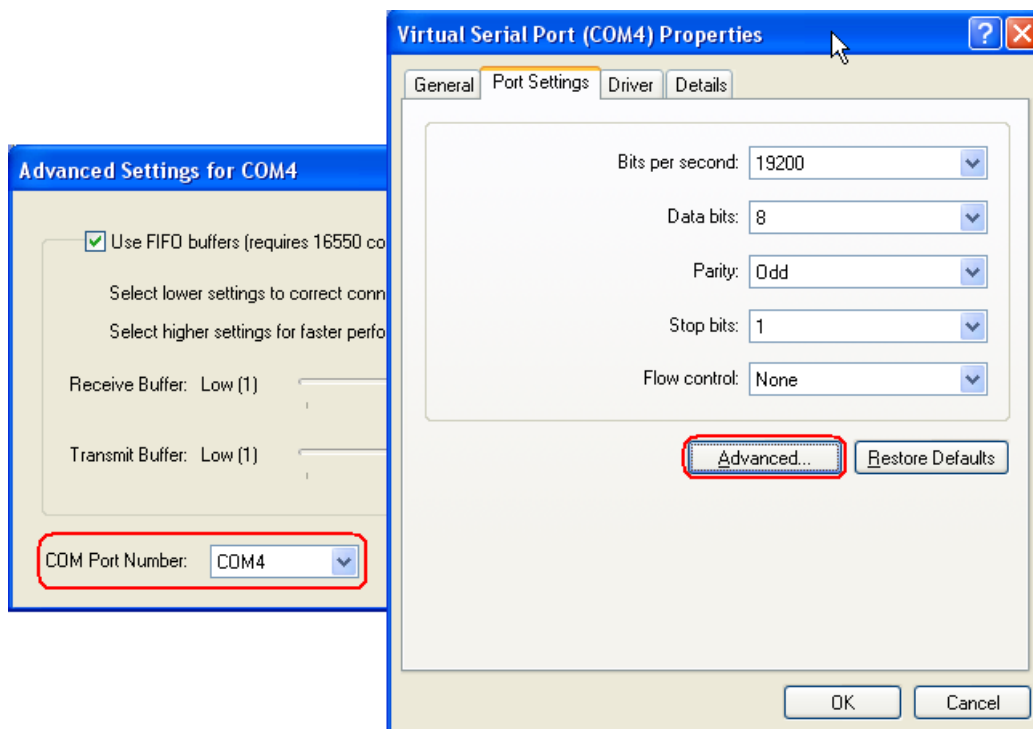 Virtual Serial Port (COM4) Properties
General Port Settings Driver Details
Bits per second: 19200
Data bits: 8
Parity: Odd
Stop bits: 1
Flow control: None
Advanced... Restore Defaults
OK Cancel
Advanced Settings for COM4
Use FIFO buffers (requires 16550 co
Select lower settings to correct conn
Select higher settings for faster perfo
Receive Buffer: Low (1)
Transmit Buffer: Low (1)
COM Port Number: COM4